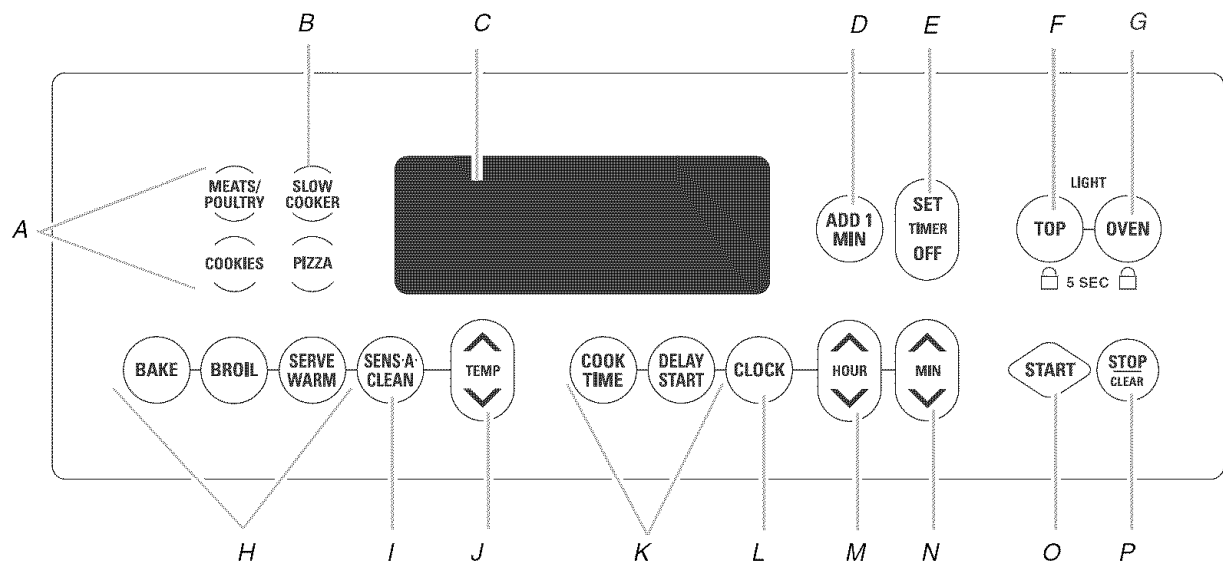 B
C
D
E
F
G
A
MEATS/
POULTRY
SLOW
COOKER
COOKIES
PIZZA
ADD 1
MIN
SET
TIMER
OFF
LIGHT
TOP
OVEN
5 SEC
BAKE
BROIL
SERVE
WARM
SENS·A·
CLEAN
TEMP
COOK
TIME
DELAY
START
CLOCK
HOUR
MIN
START
STOP
CLEAR
H
I
J
K
L
M
N
O
P